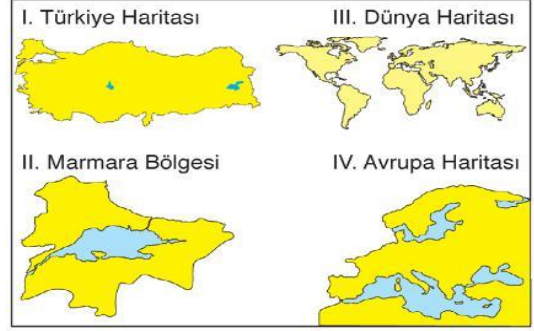 I. Türkiye Haritası
III. Dünya Haritası
II. Marmara Bölgesi
IV. Avrupa Haritası